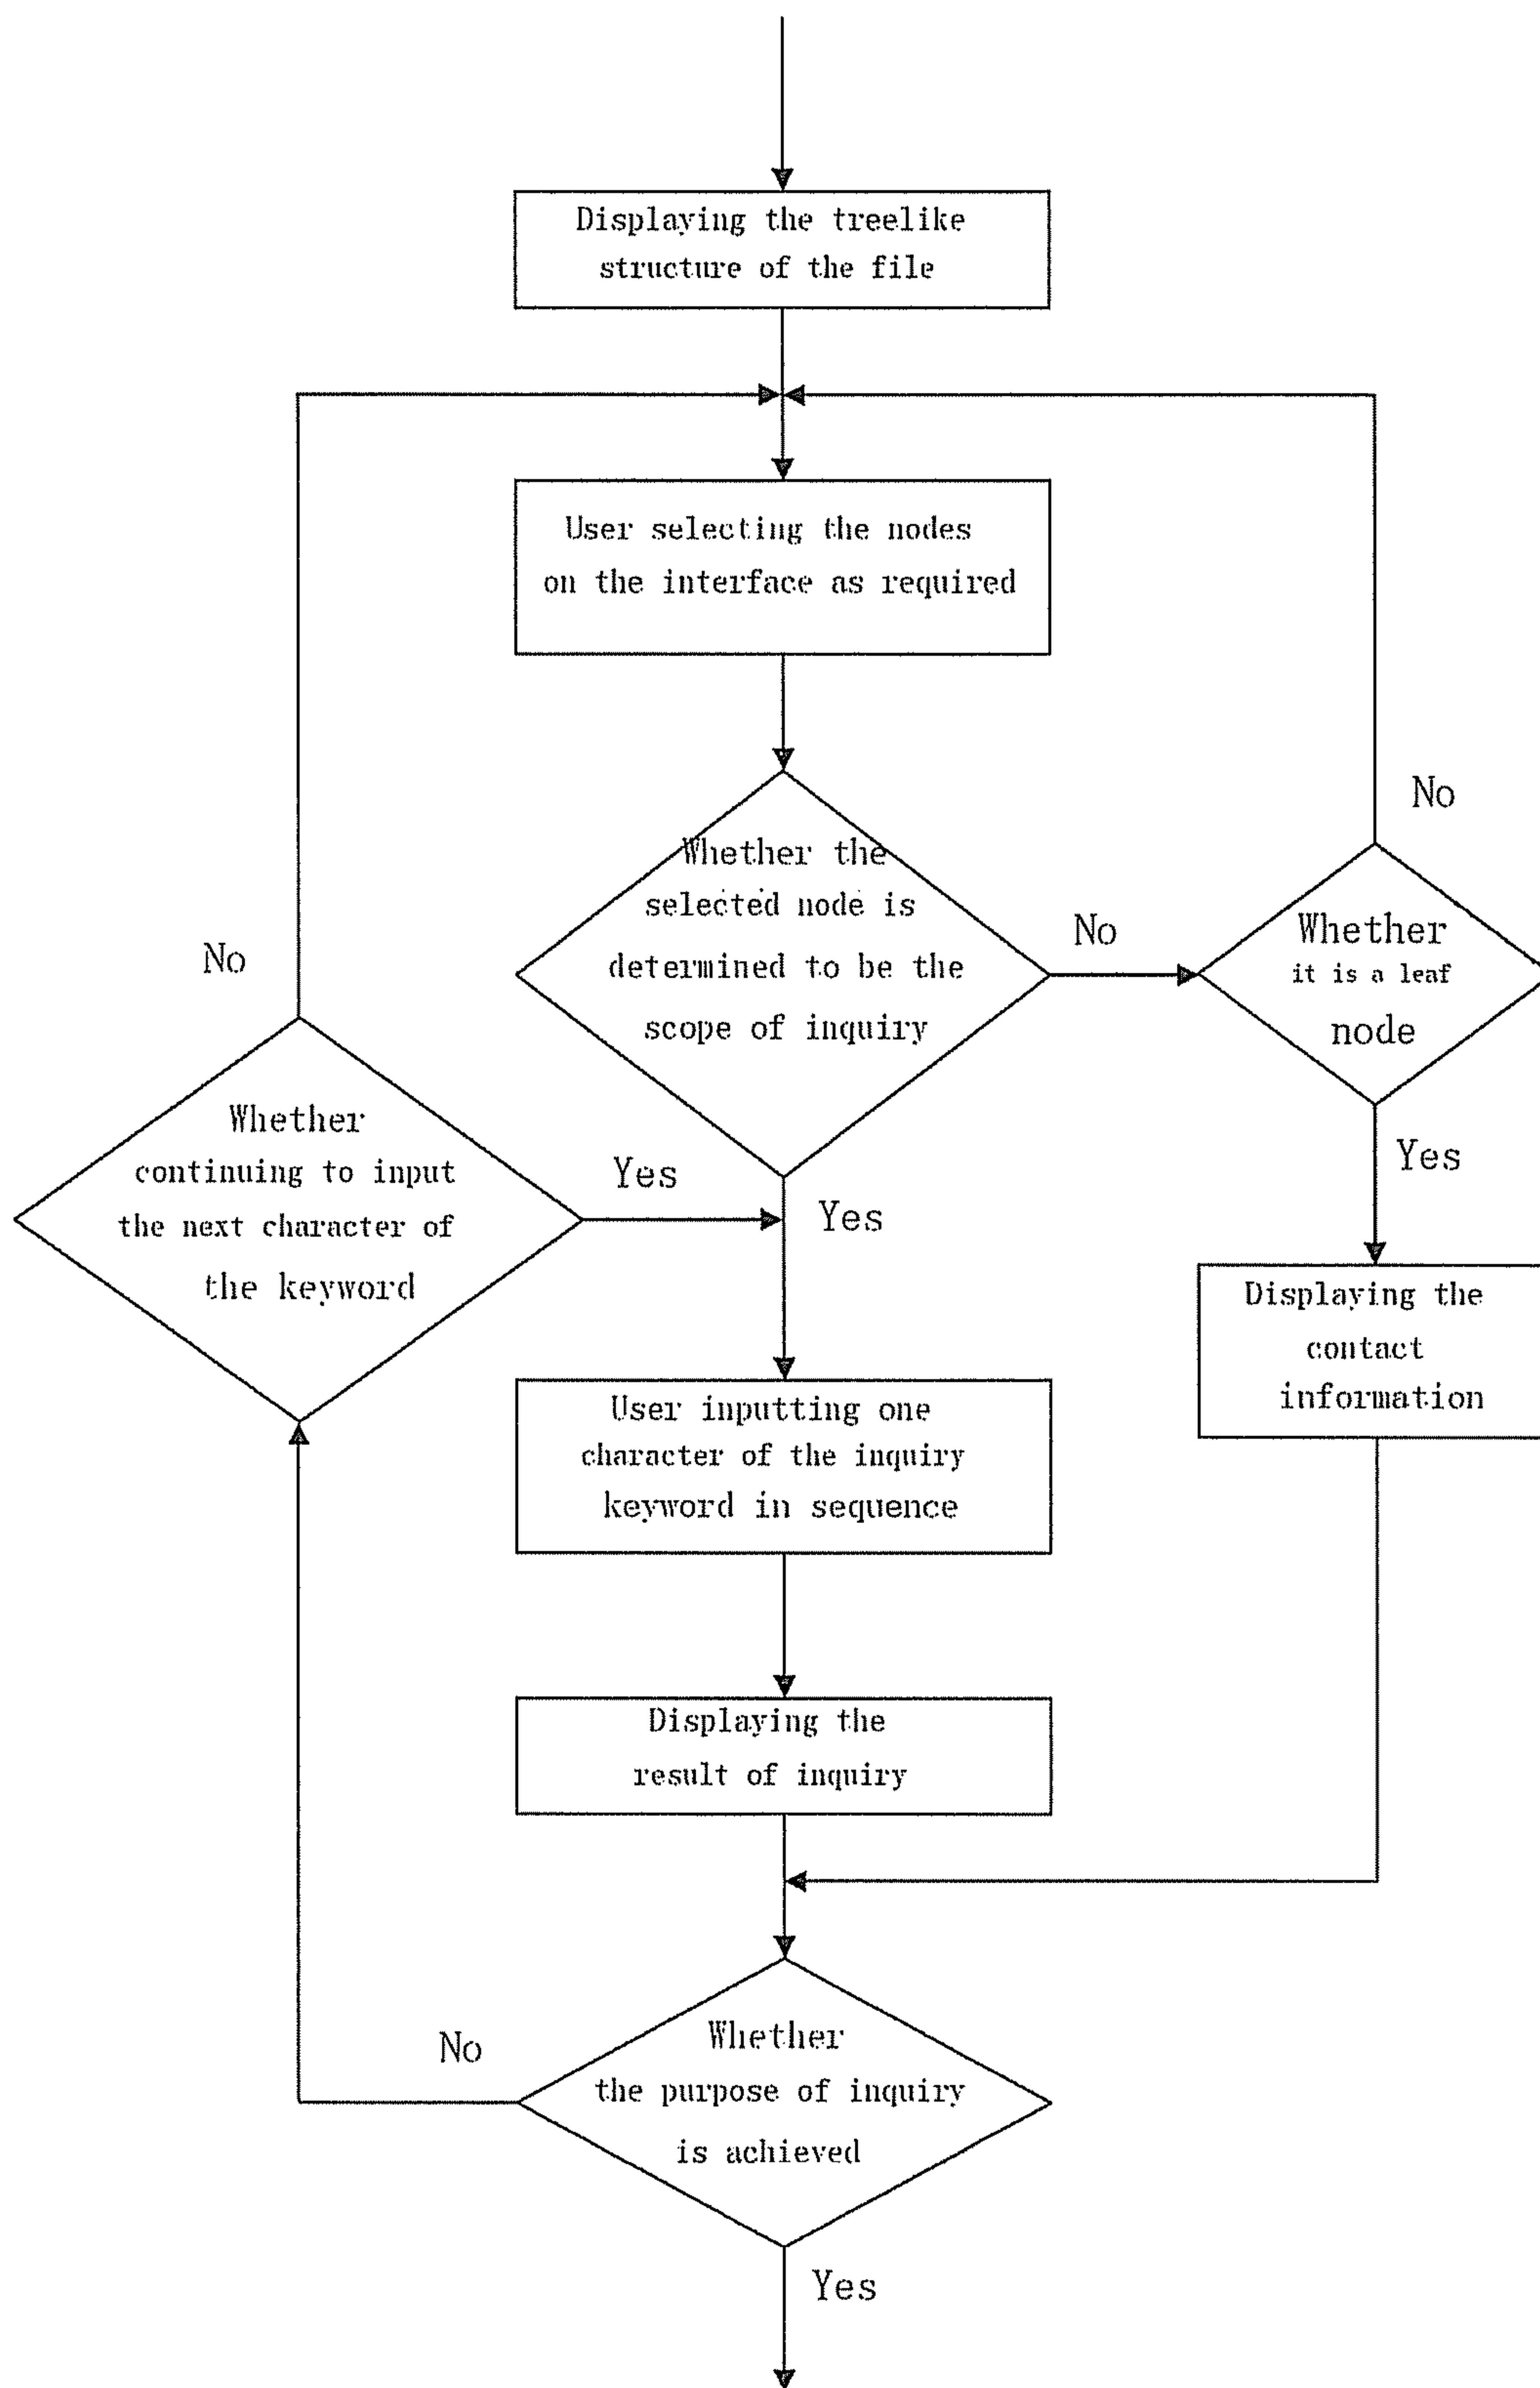 Displaying the treelike
structure of the file
User selecting the nodes
on the interface as required
Whether the
selected node is
determined to be the
scope of inquiry
No
Whether
it is a leaf
node
No
Yes
Displaying the
contact
information
No
Whether
continuing to input
the next character of
the keyword
Yes
Yes
User inputting one
character of the inquiry
keyword in sequence
Displaying the
result of inquiry
No
Whether
the purpose of inquiry
is achieved
Yes